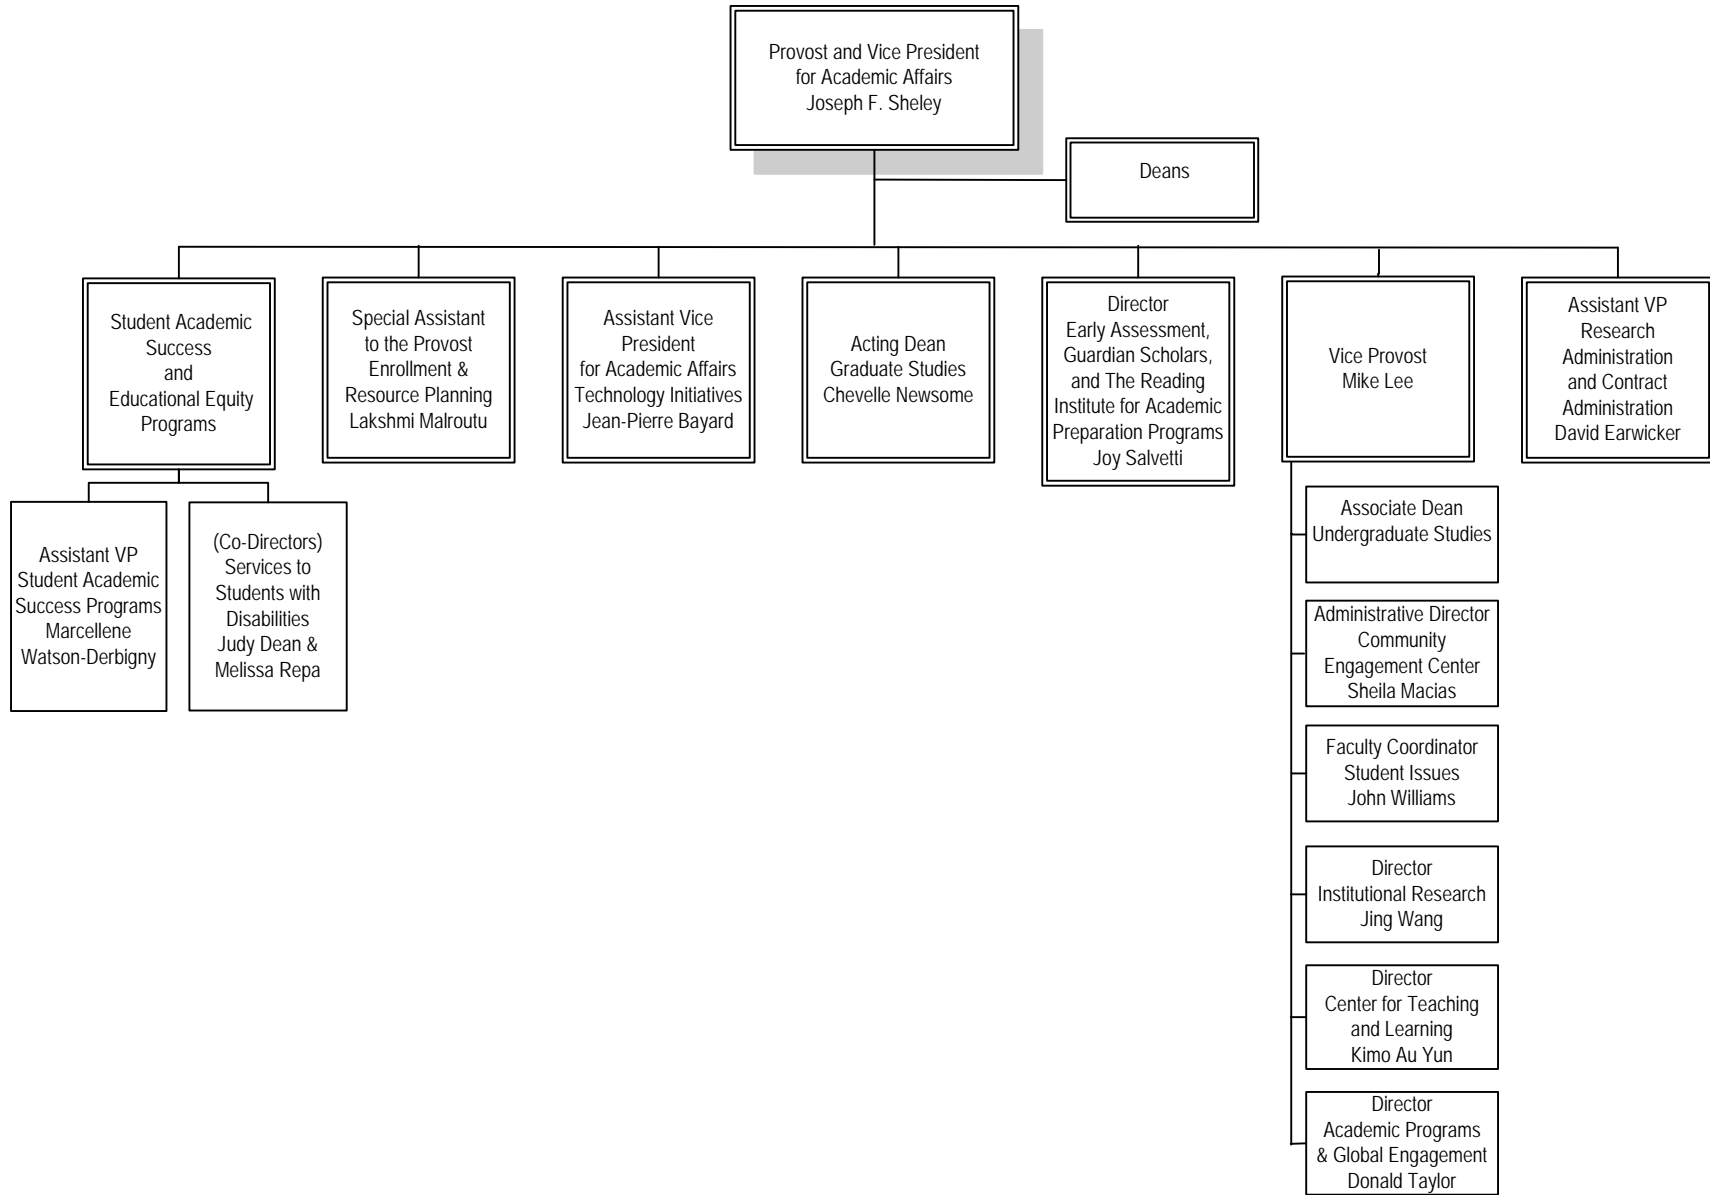 Provost and Vice President
for Academic Affairs
Joseph F. Sheley
Deans
Student Academic
Success
and
Educational Equity
Programs
Special Assistant
to the Provost
Enrollment &
Resource Planning
Lakshmi Malroutu
Assistant Vice
President
for Academic Affairs
Technology Initiatives
Jean-Pierre Bayard
Acting Dean
Graduate Studies
Chevelle Newsome
Director
Early Assessment,
Guardian Scholars,
and The Reading
Institute for Academic
Preparation Programs
Joy Salvetti
Vice Provost
Mike Lee
Assistant VP
Research
Administration
and Contract
Administration
David Earwicker
Assistant VP
Student Academic
Success Programs
Marcellene
Watson-Derbigny
(Co-Directors)
Services to
Students with
Disabilities
Judy Dean &
Melissa Repa
Associate Dean
Undergraduate Studies
Administrative Director
Community
Engagement Center
Sheila Macias
Faculty Coordinator
Student Issues
John Williams
Director
Institutional Research
Jing Wang
Director
Center for Teaching
and Learning
Kimo Au Yun
Director
Academic Programs
& Global Engagement
Donald Taylor